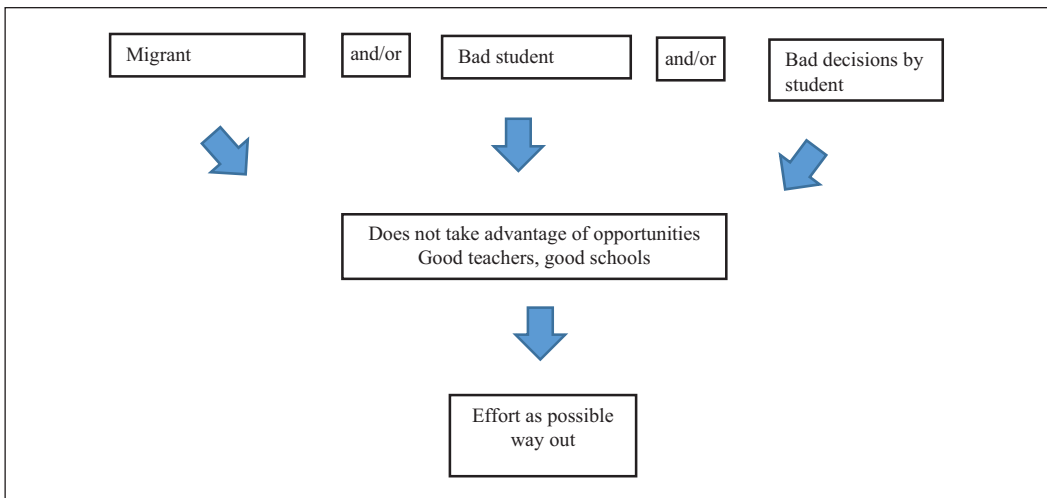 Migrant
and/or
Bad student
and/or
Bad decisions by
student
Does not take advantage of opportunities
Good teachers, good schools
Effort as possible
way out